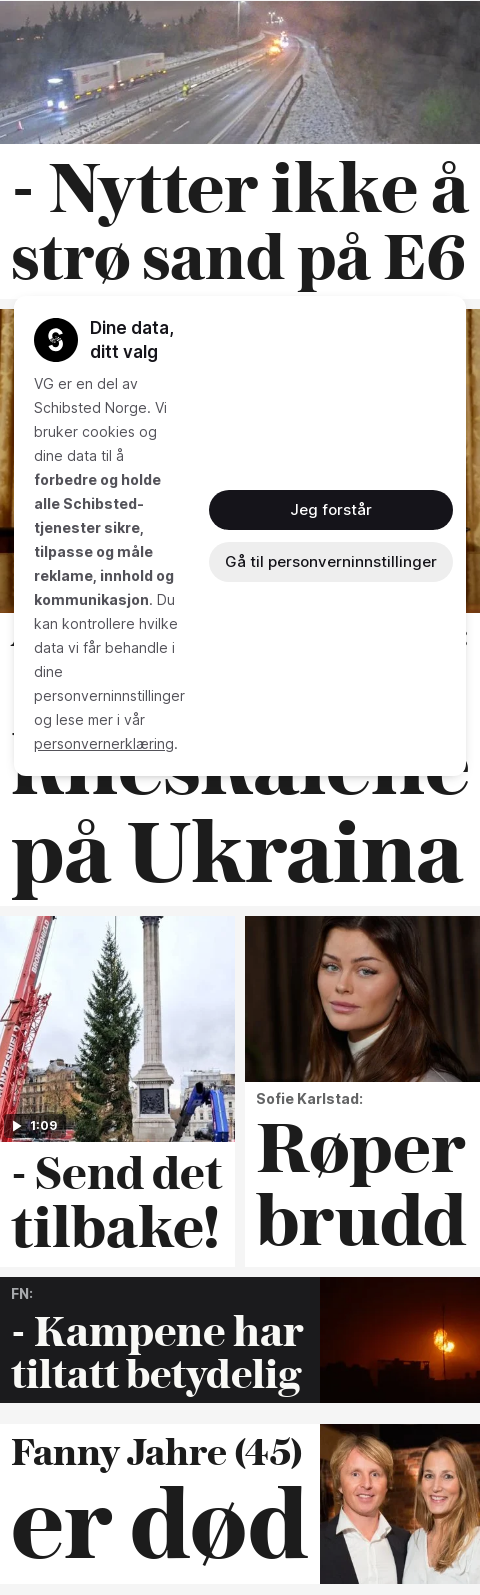 - Nytter ikke å
strø sand på E6
Dine data,
ditt valg
VG er en del av
Schibsted Norge. Vi
bruker cookies og
dine data til å
forbedre og holde
alle Schibsted-
tjenester sikre,
tilpasse og måle
reklame, innhold og
kommunikasjon. Du
kan kontrollere hvilke
data vi får behandle i
dine
personverninnstillinger
og lese mer i vår
personvernerklæring.
Jeg forstår
Gå til personverninnstillinger
på Ukraina
1:09
- Send det
tilbake!
Sofie Karlstad:
Røper
brudd
FN:
- Kampene har
tiltatt betydelig
Fanny Jahre (45)
er død